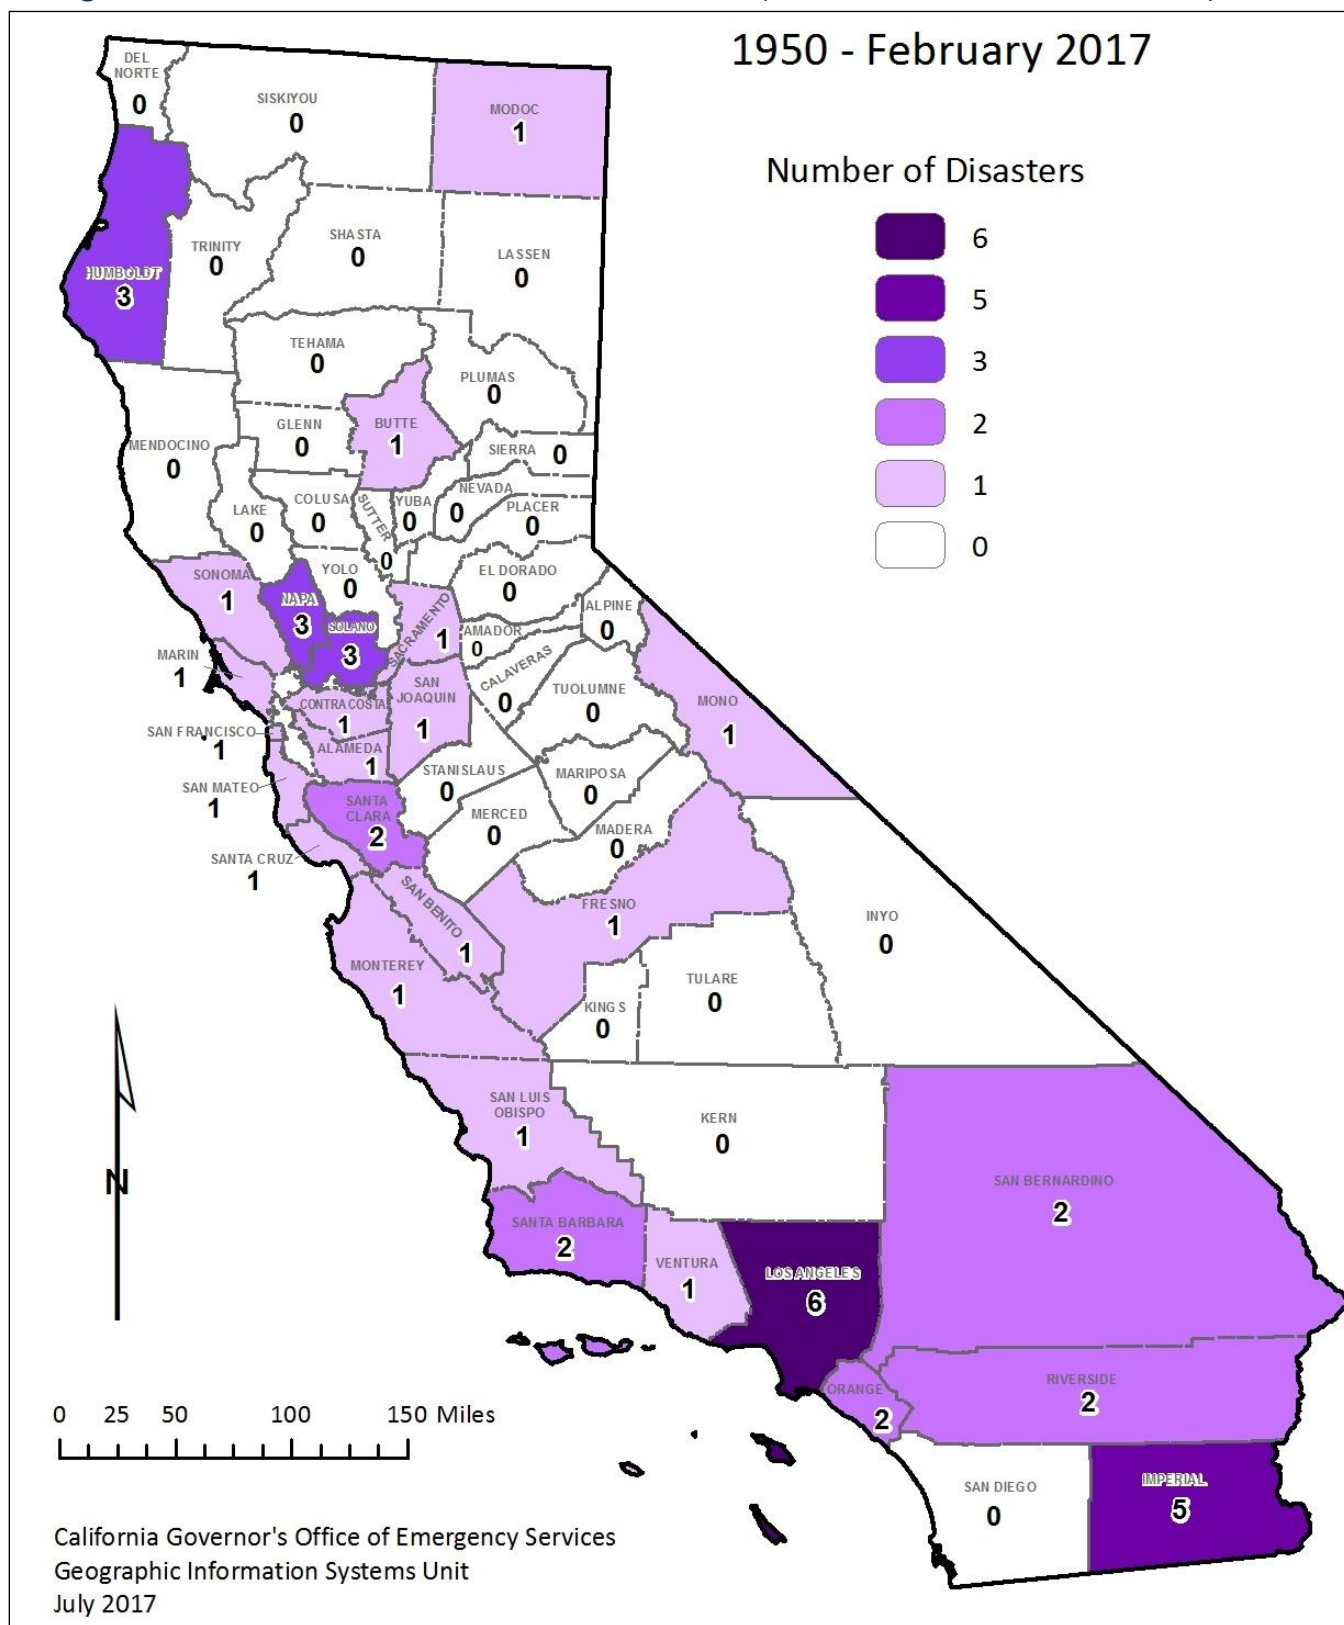 1950 - February 2017
Number of Disasters
6
5
3
2
1
0
DEL
NORTE
0
SISKIYOU
0
MODOC
1
HUMBOLDT
3
TRINITY
0
SHASTA
0
LASSEN
0
TEHAMA
0
PLUMAS
0
MENDOCINO
0
GLENN
0
BUTTE
1
SIERRA 0
LAKE
0
COLUSA
0
SUTTER
0
YUBA
0
NEVADA
0
PLACER
0
SONOMA
1
NAPA
3
YOLO
0
SOLANO
3
SACRAMENTO
1
EL DORADO
0
AMADOR
0
ALPINE
0
MARIN
1
CONTRA COSTA
1
SAN
JOAQUIN
1
CALAVERAS
0
TUOLUMNE
0
MONO
1
SAN FRANCISCO
1
ALAMEDA
1
STANISLAUS
0
MARIPOSA
0
SAN MATEO
1
SANTA
CLARA
2
MERCED
0
MADERA
0
SANTA CRUZ
1
SAN BENITO
1
FRESNO
1
INYO
0
MONTEREY
1
KINGS
0
TULARE
0
SAN LUIS
OBISPO
1
KERN
0
SAN BERNARDINO
2
SANTA BARBARA
2
VENTURA
1
LOS ANGELES
6
ORANGE
2
RIVERSIDE
2
SAN DIEGO
0
IMPERIAL
5
N
0 25 50 100 150 Miles
California Governor's Office of Emergency Services
Geographic Information Systems Unit
July 2017